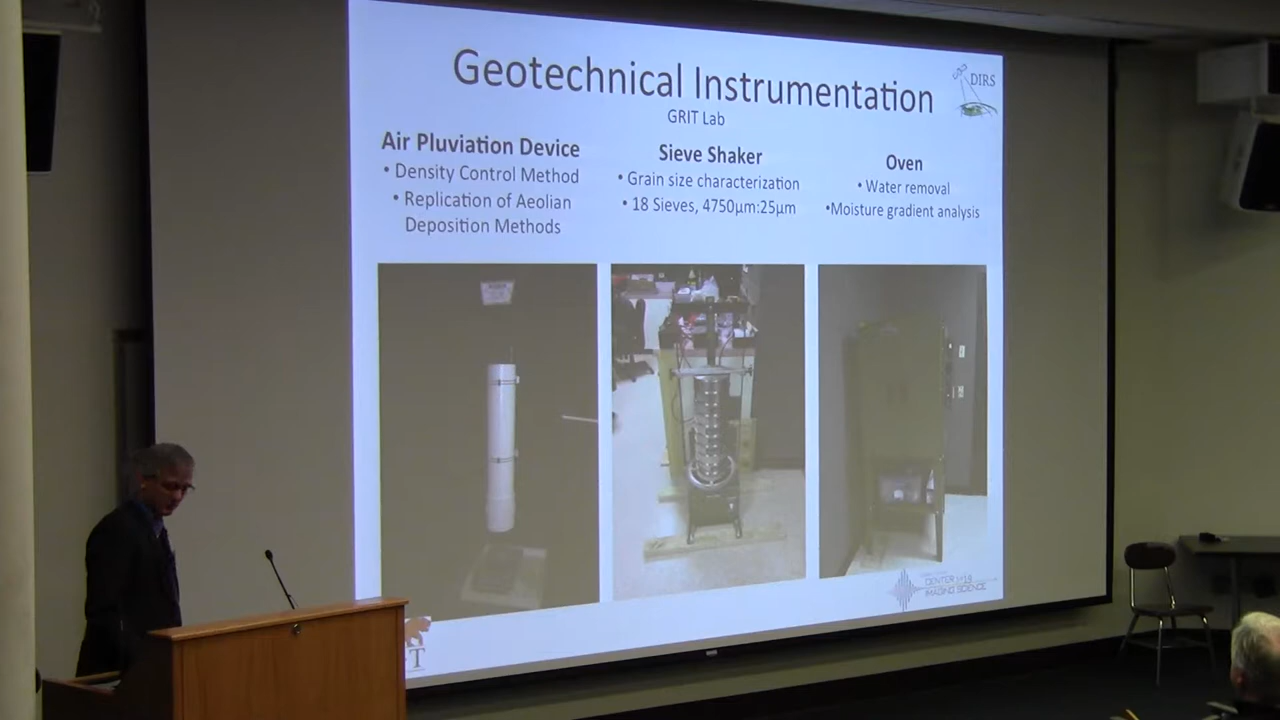 Geotechnical Instrumentation
DIRS
GRIT Lab
Air Pluviation Device
• Density Control Method
• Replication of Aeolian
Deposition Methods
Sieve Shaker
• Grain size characterization
• 18 Sieves, 4750µm:25µm
Oven
• Water removal
•Moisture gradient analysis
CENTER for
IMAGING SCIENCE